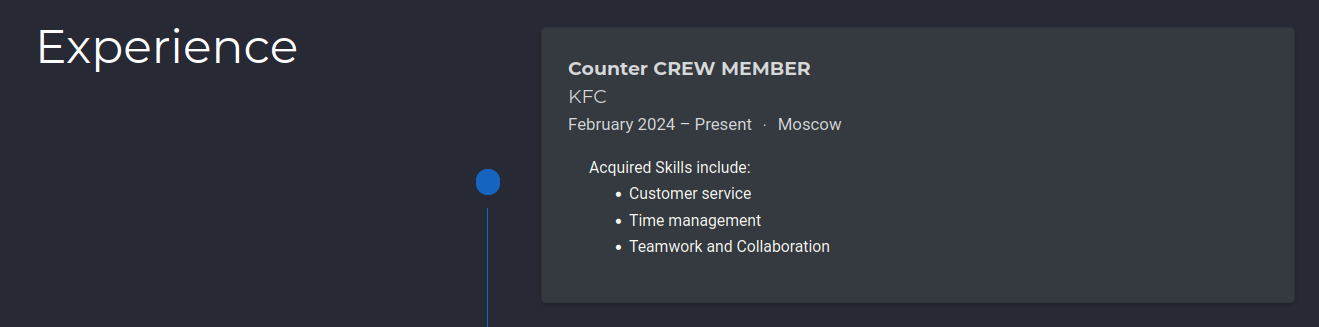 Experience
Counter CREW MEMBER
KFC
February 2024 – Present · Moscow
Acquired Skills include:
• Customer service
• Time management
• Teamwork and Collaboration